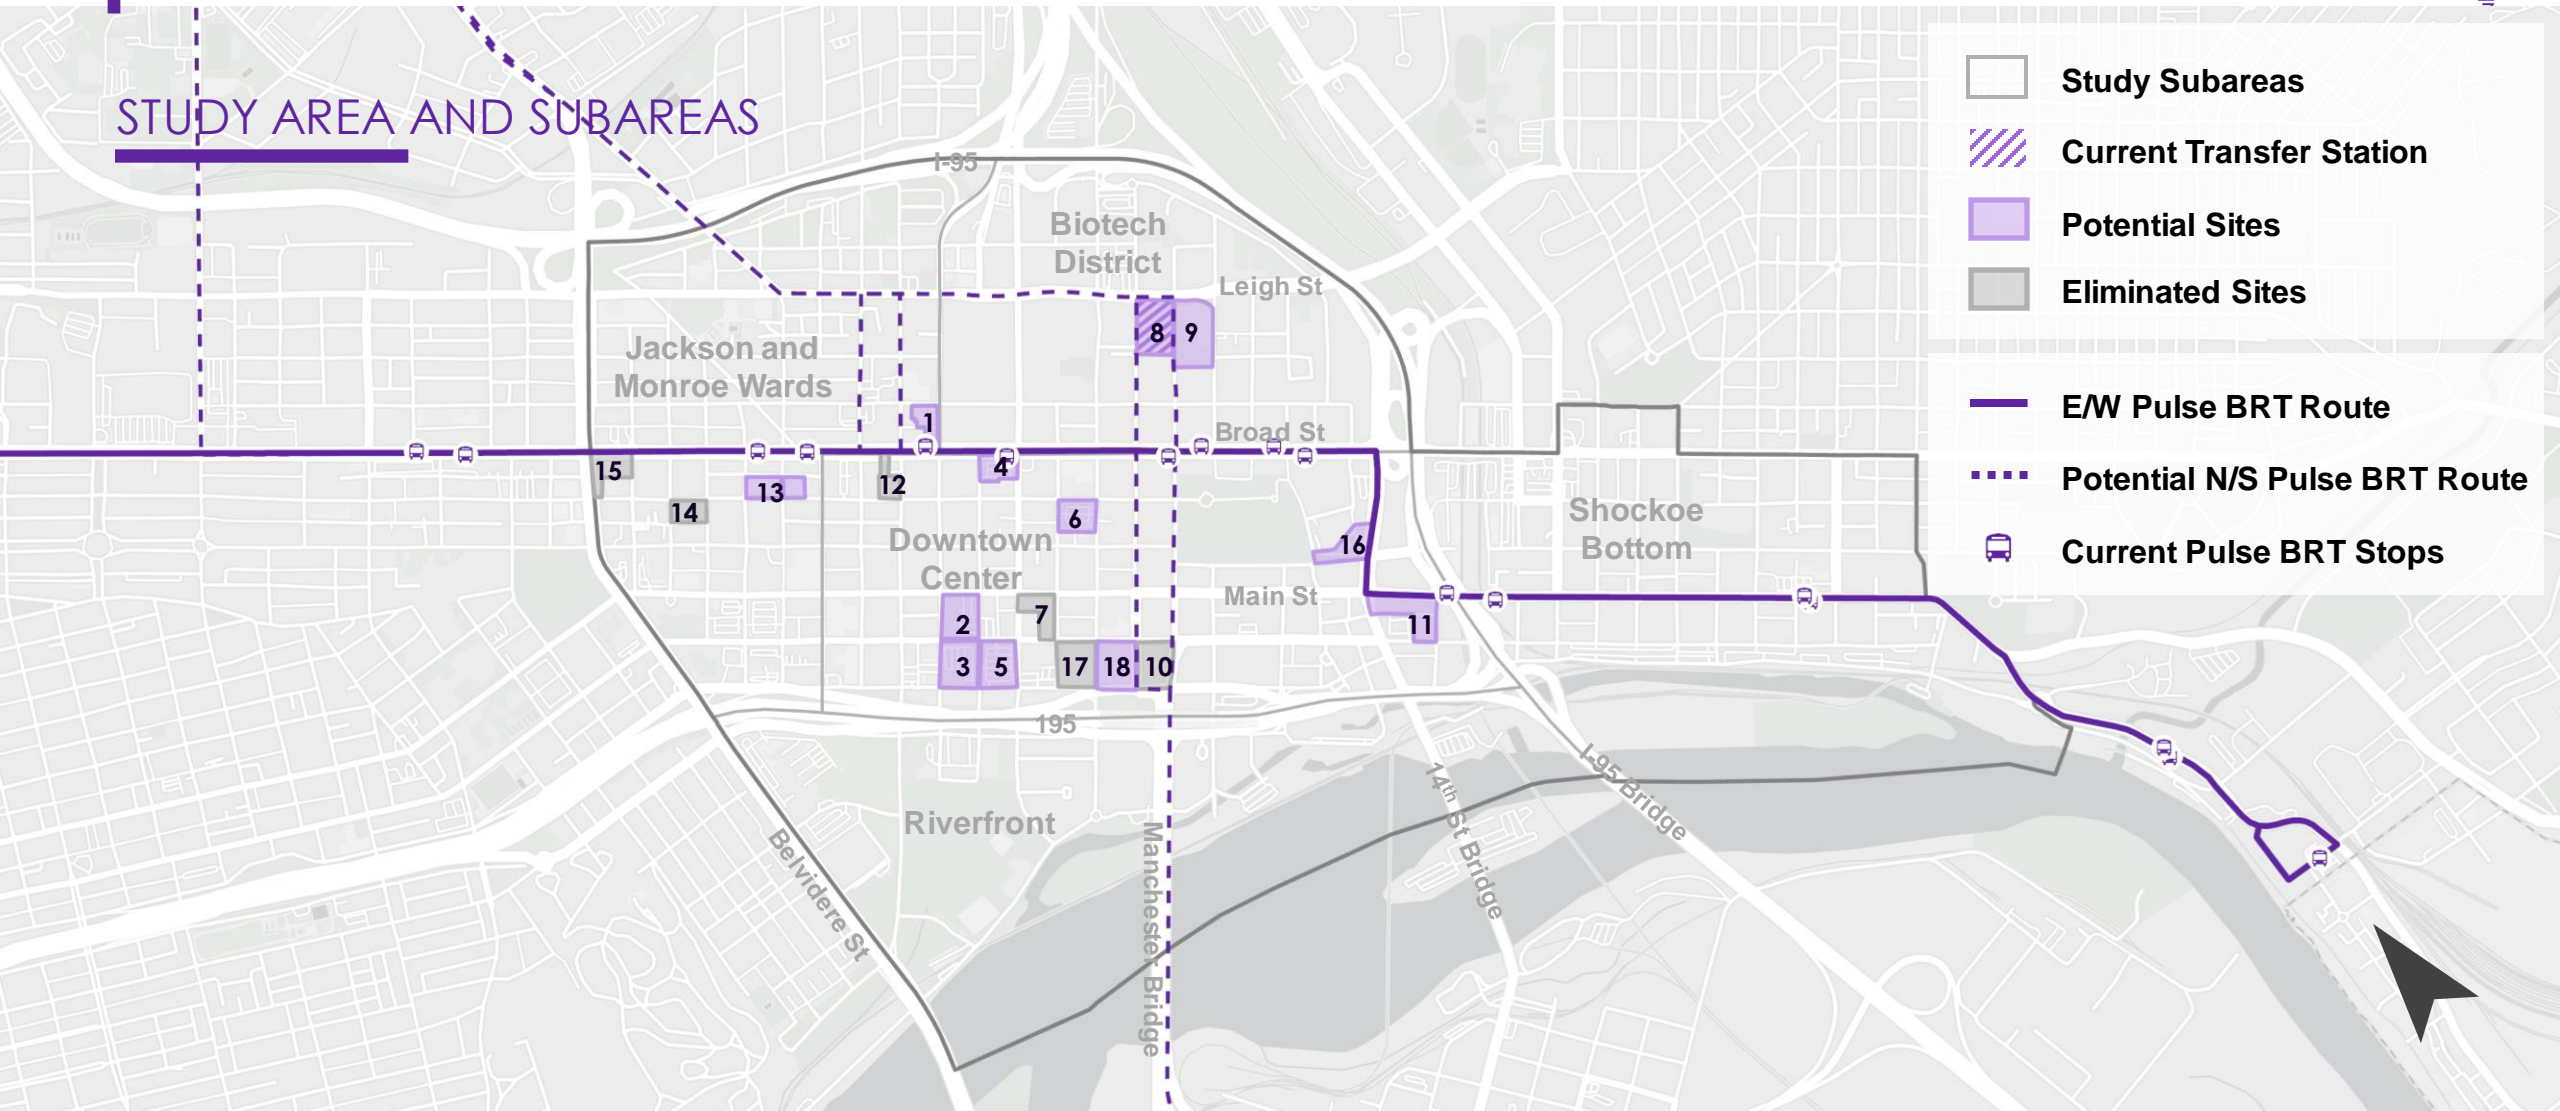 STUDY AREA AND SUBAREAS
Study Subareas
Current Transfer Station
Potential Sites
Eliminated Sites
E/W Pulse BRT Route
Potential N/S Pulse BRT Route
Current Pulse BRT Stops
I-95
Biotech
District
Leigh St
8
9
Jackson and
Monroe Wards
1
Broad St
15
13
12
4
14
6
Downtown
Center
16
Shockoe
Bottom
Main St
2
7
11
3
5
17
18
10
195
Riverfront
Belvidere St
Manchester Bridge
14th St Bridge
I-95 Bridge